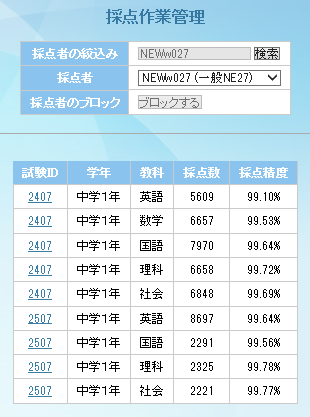 採点作業管理
採点者の絞込み NEWw027 検索
採点者 NEWw027 (一般NE27)
採点者のブロック ブロックする
試験ID 学年 教科 採点数 採点精度
2407 中学1年 英語 5609 99.10%
2407 中学1年 数学 6657 99.53%
2407 中学1年 国語 7970 99.64%
2407 中学1年 理科 6658 99.72%
2407 中学1年 社会 6848 99.69%
2507 中学1年 英語 8697 99.64%
2507 中学1年 国語 2291 99.56%
2507 中学1年 理科 2325 99.78%
2507 中学1年 社会 2221 99.77%